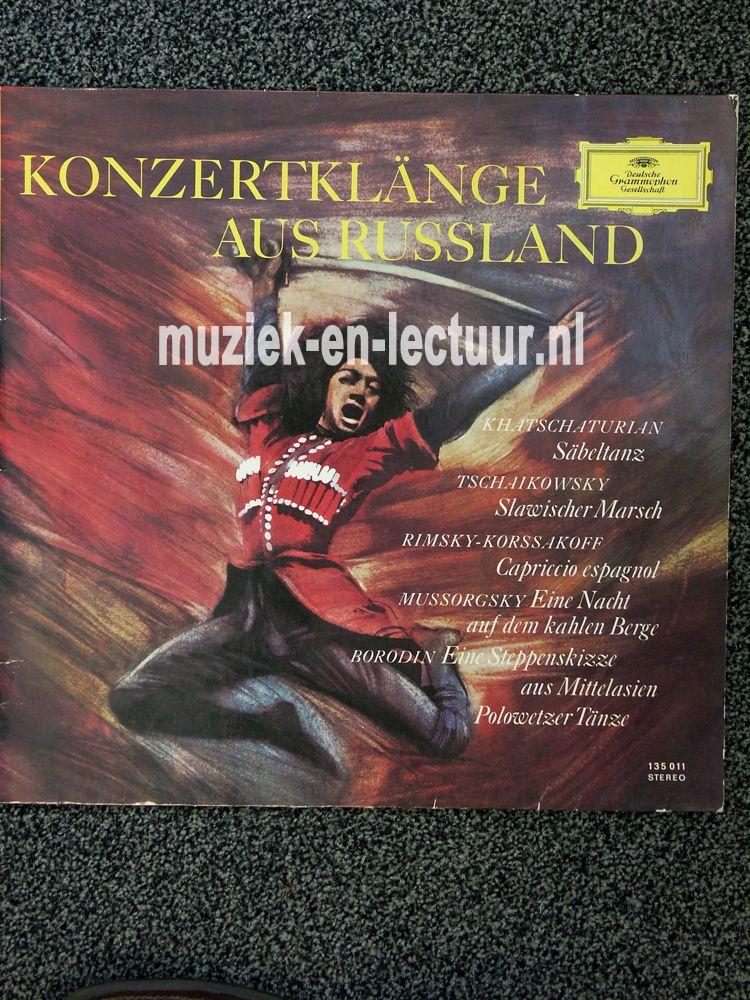 KONZERTKLÄNGE
AUS RUSSLAND
Deutsche
Grammophon
Gesellschaft
muziek-en-lectuur.nl
KHATSCHATURIAN
Säbeltanz
TSCHAIKOWSKY
Slawischer Marsch
RIMSKY-KORSSAKOFF
Capriccio espagnol
MUSSORGSKY Eine Nacht
auf dem kahlen Berge
BORODIN Eine Steppenskizze
aus Mittelasien
Polowetzer Tänze
135 011
STEREO